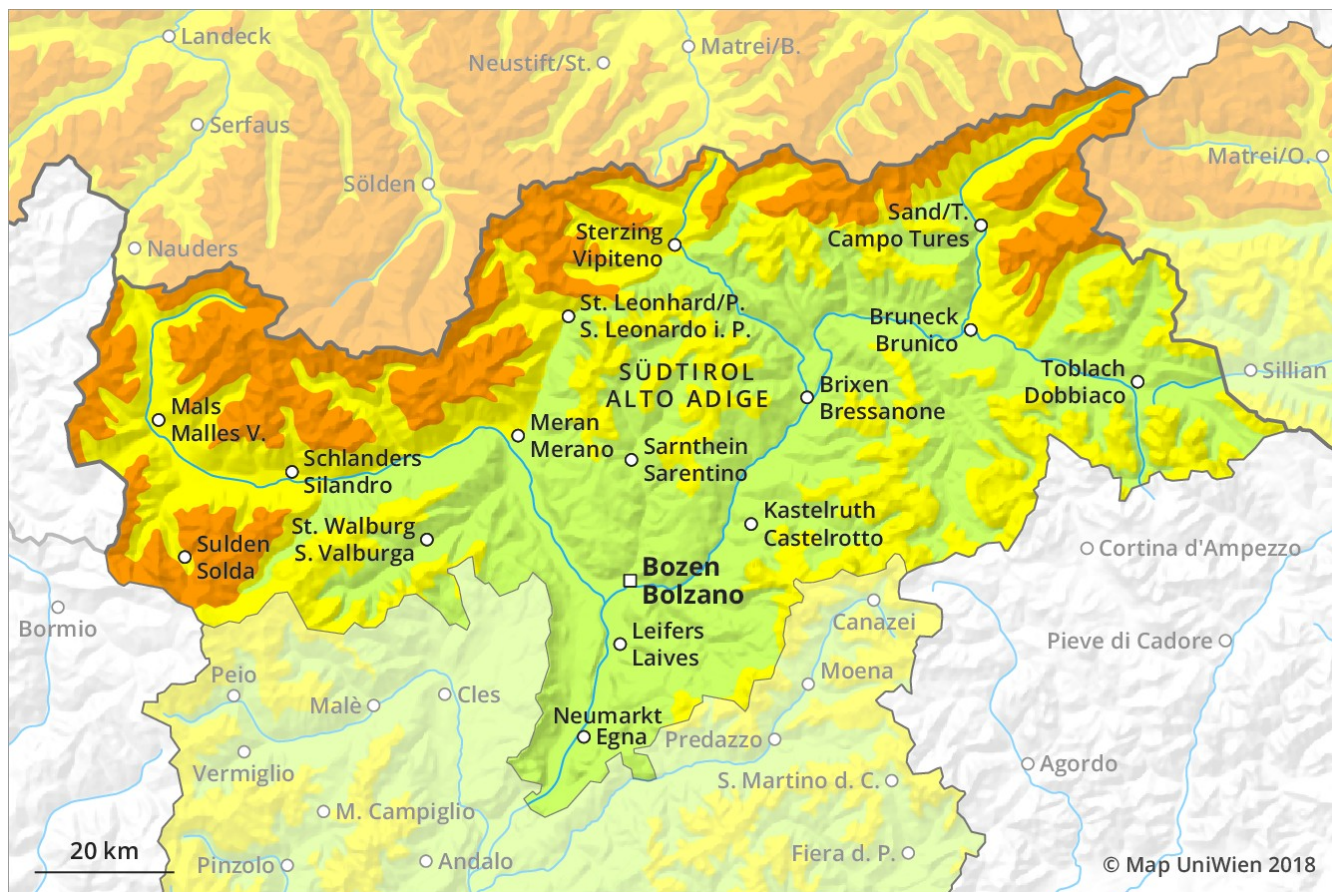 Landeck
Matrei/B.
Neustift/St.
Serfaus
Matrei/O.
Sölden
Nauders
Sand/T.
Campo Tures
Sterzing
Vipiteno
St. Leonhard/P.
S. Leonardo i. P.
Bruneck
Brunico
SÜDTIROL
ALTO ADIGE
Toblach
Dobbiaco
Sillian
Brixen
Bressanone
Mals
Malles V.
Meran
Merano
Sarnthein
Sarentino
Schlanders
Silandro
Kastelruth
Castelrotto
St. Walburg
S. Valburga
Sulden
Solda
Cortina d'Ampezzo
Bozen
Bolzano
Bormio
Canazei
Leifers
Laives
Pieve di Cadore
Peio
Moena
Malè
Cles
Neumarkt
Egna
Predazzo
Vermiglio
Agordo
S. Martino d. C.
M. Campiglio
20 km
Pinzolo
Andalo
Fiera d. P.
© Map UniWien 2018